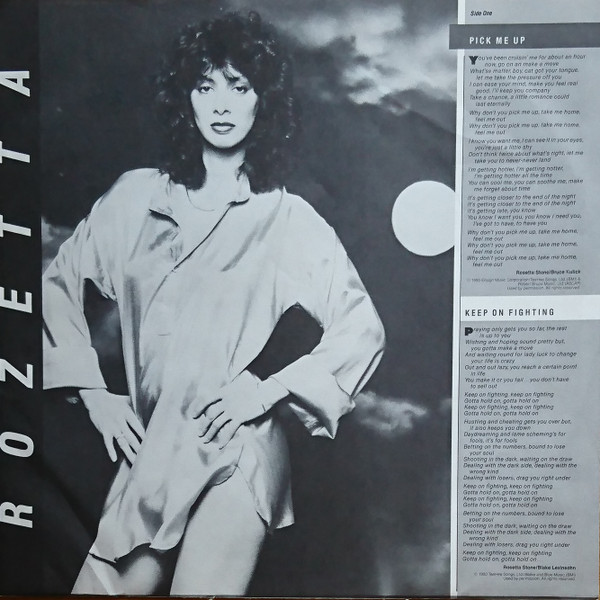 ROZETTA
Side One
PICK ME UP
You've been cruisin' me for about an hour
now, go on an make a move
What's'e matter, boy, cat got your tongue,
let me take the pressure off you
I can ease your mind, make you feel real
good, I'll keep you company
Take a chance, a little romance could
last eternally
Why don't you pick me up, take me home,
feel me out
Why don't you pick me up, take me home,
feel me out
I know you want me, I can see it in your eyes,
you're just a little shy
Don't think twice about what's right, let me
take you to never-never land
I'm getting hotter, I'm getting hotter,
I'm getting hotter all the time
You can cool me, you can soothe me, make
me forget about time
It's getting closer to the end of the night
It's getting closer to the end of the night
It's getting late, you know
You know I want you, you know I need you,
I've got to have, to have you
Why don't you pick me up, take me home,
feel me out
Why don't you pick me up, take me home,
feel me out
Why don't you pick me up, take me home,
feel me out
Rosetta Stone/Bruce Kulick
Used by permission. All rights reserved.
KEEP ON FIGHTING
Praying only gets you so far, the rest
is up to you
Wishing and hoping sound pretty but,
you gotta make a move
And waiting round for lady luck to change
your life is crazy
Out and out lazy, you reach a certain point
in life
You make it or you fail . . you don't have
to sell out
Keep on fighting, keep on fighting
Gotta hold on, gotta hold on
Keep on fighting, keep on fighting
Gotta hold on, gotta hold on
Hustling and cheating gets you over but,
it also keeps you down
Daydreaming and lame scheming's for
fools, it's for fools
Betting on the numbers, bound to lose
your soul
Shooting in the dark, waiting on the draw
Dealing with the dark side, dealing with the
wrong kind
Dealing with losers, drag you right under
Keep on fighting, keep on fighting
Gotta hold on, gotta hold on
Keep on fighting, keep on fighting
Gotta hold on, gotta hold on
Betting on the numbers, bound to lose
your soul
Shooting in the dark, waiting on the draw
Dealing with the dark side, dealing with the
wrong kind
Dealing with losers, drag you right under
Keep on fighting, keep on fighting
Gotta hold on, gotta hold on
Rosetta Stone/Blake Levinsohn
used by permission. All rights reserved.